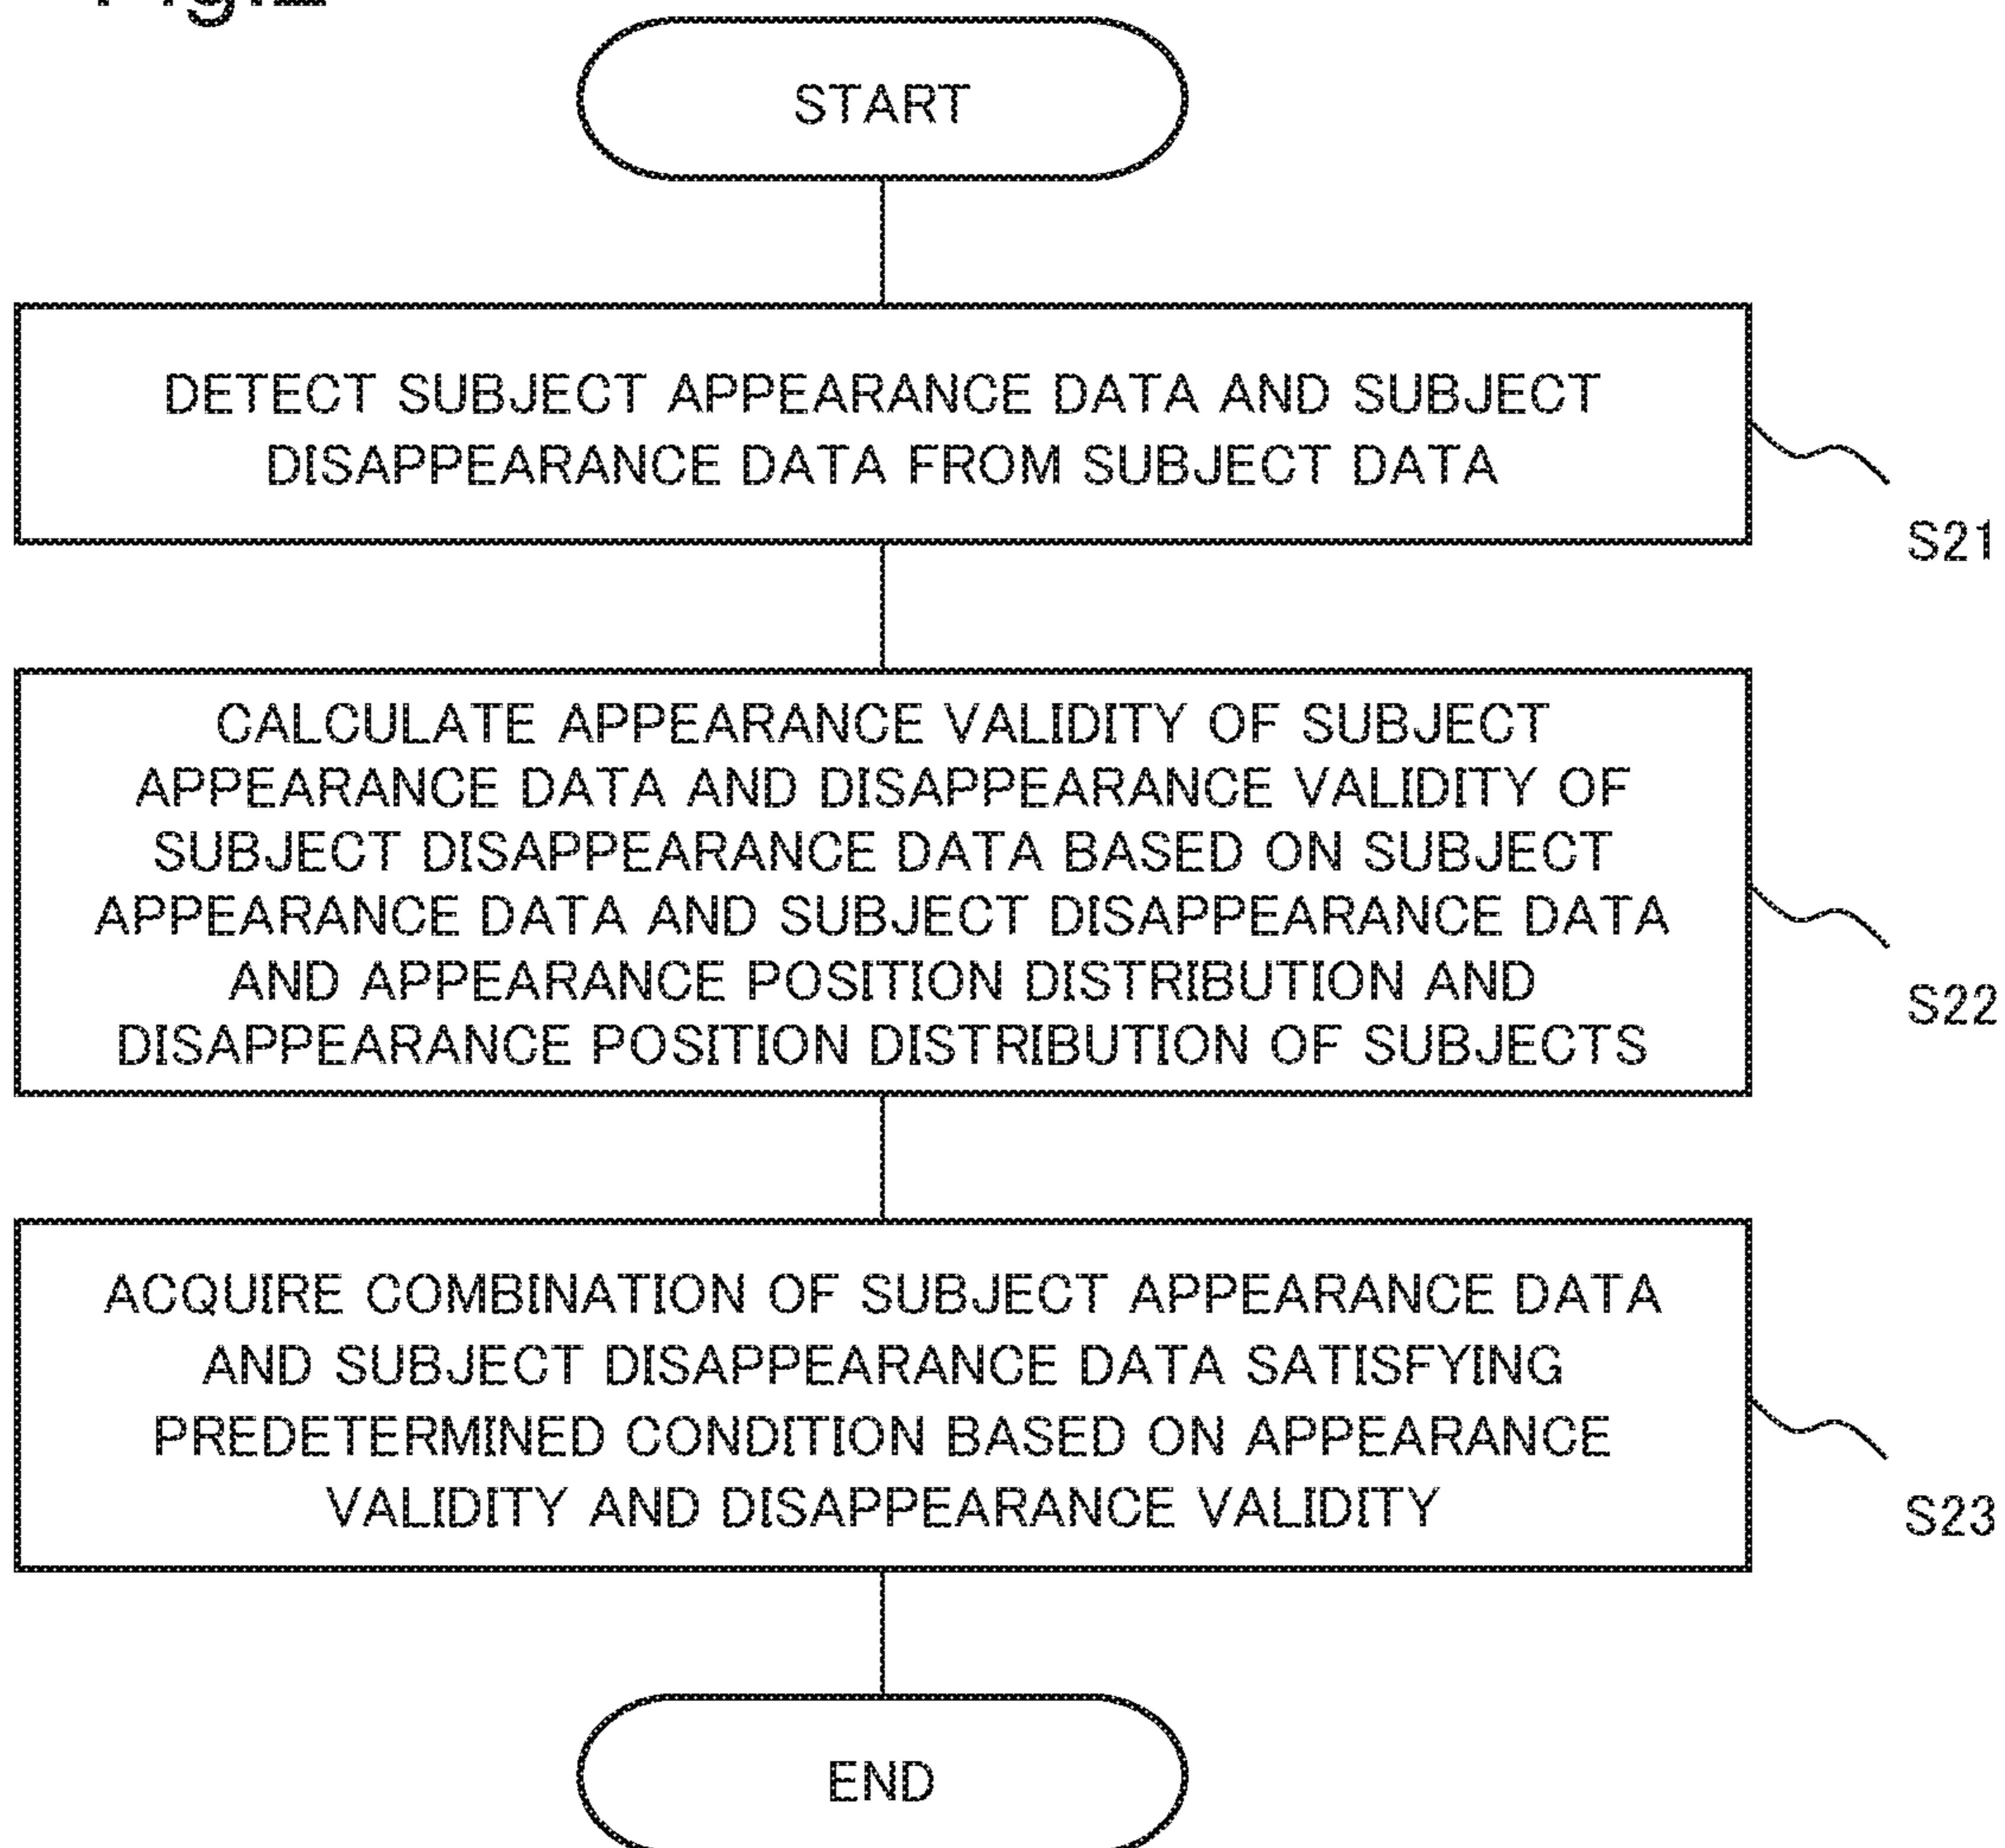 Fig.2
START
DETECT SUBJECT APPEARANCE DATA AND SUBJECT
DISAPPEARANCE DATA FROM SUBJECT DATA
S21
CALCULATE APPEARANCE VALIDITY OF SUBJECT
APPEARANCE DATA AND DISAPPEARANCE VALIDITY OF
SUBJECT DISAPPEARANCE DATA BASED ON SUBJECT
APPEARANCE DATA AND SUBJECT DISAPPEARANCE DATA
AND APPEARANCE POSITION DISTRIBUTION AND
DISAPPEARANCE POSITION DISTRIBUTION OF SUBJECTS
S22
ACQUIRE COMBINATION OF SUBJECT APPEARANCE DATA
AND SUBJECT DISAPPEARANCE DATA SATISFYING
PREDETERMINED CONDITION BASED ON APPEARANCE
VALIDITY AND DISAPPEARANCE VALIDITY
S23
END